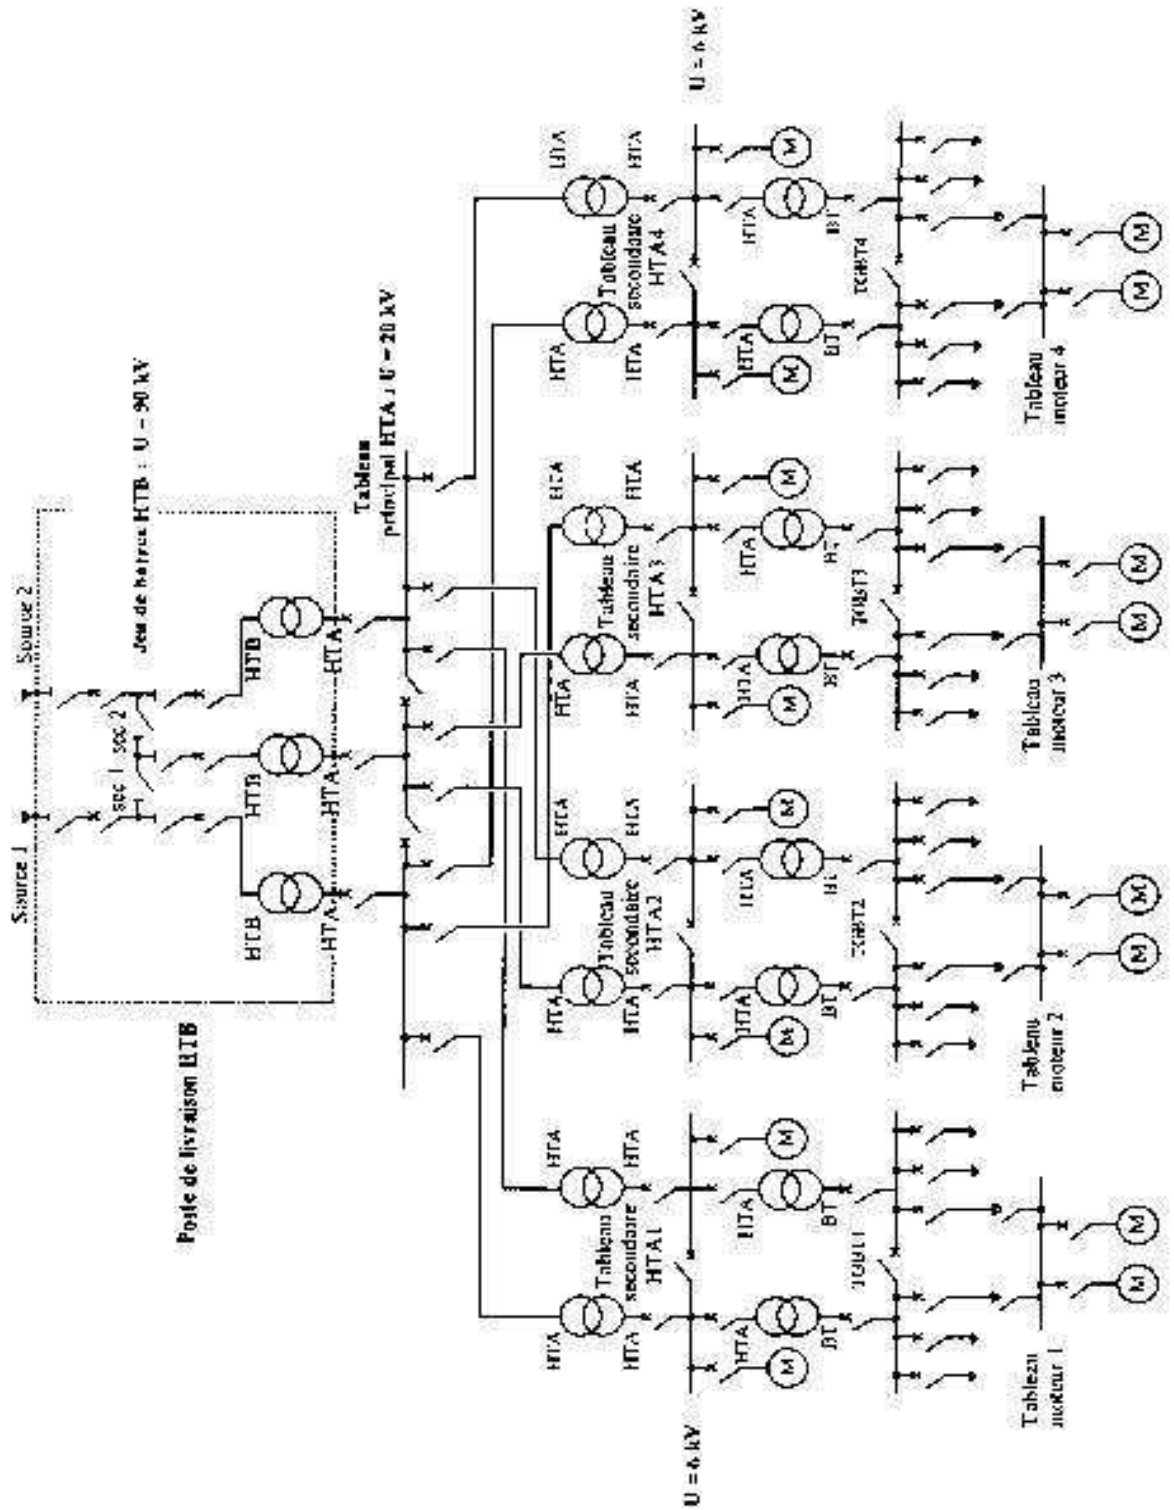 Source 1
Source 2
Poste de livraison HTB
Jeu de barres HTB : U = 90 kV
sec 1
sec 2
HTB
HTB
HTB
HTA
HTA
HTA
Tableau
principal HTA : U = 20 kV
HTA
HTA
HTA
HTA
HTA
HTA
HTA
HTA
Tableau
secondaire
HTA1
Tableau
secondaire
HTA2
Tableau
secondaire
HTA3
Tableau
secondaire
HTA4
HTA
HTA
HTA
HTA
HTA
HTA
HTA
HTA
U = 6 kV
U = 6 kV
M
M
M
M
M
M
M
M
HTA
HTA
HTA
HTA
HTA
HTA
HTA
HTA
BT
BT
BT
BT
BT
BT
BT
BT
TGBT1
TGBT2
TGBT3
TGBT4
Tableau
moteur 1
Tableau
moteur 2
Tableau
moteur 3
Tableau
moteur 4
M
M
M
M
M
M
M
M